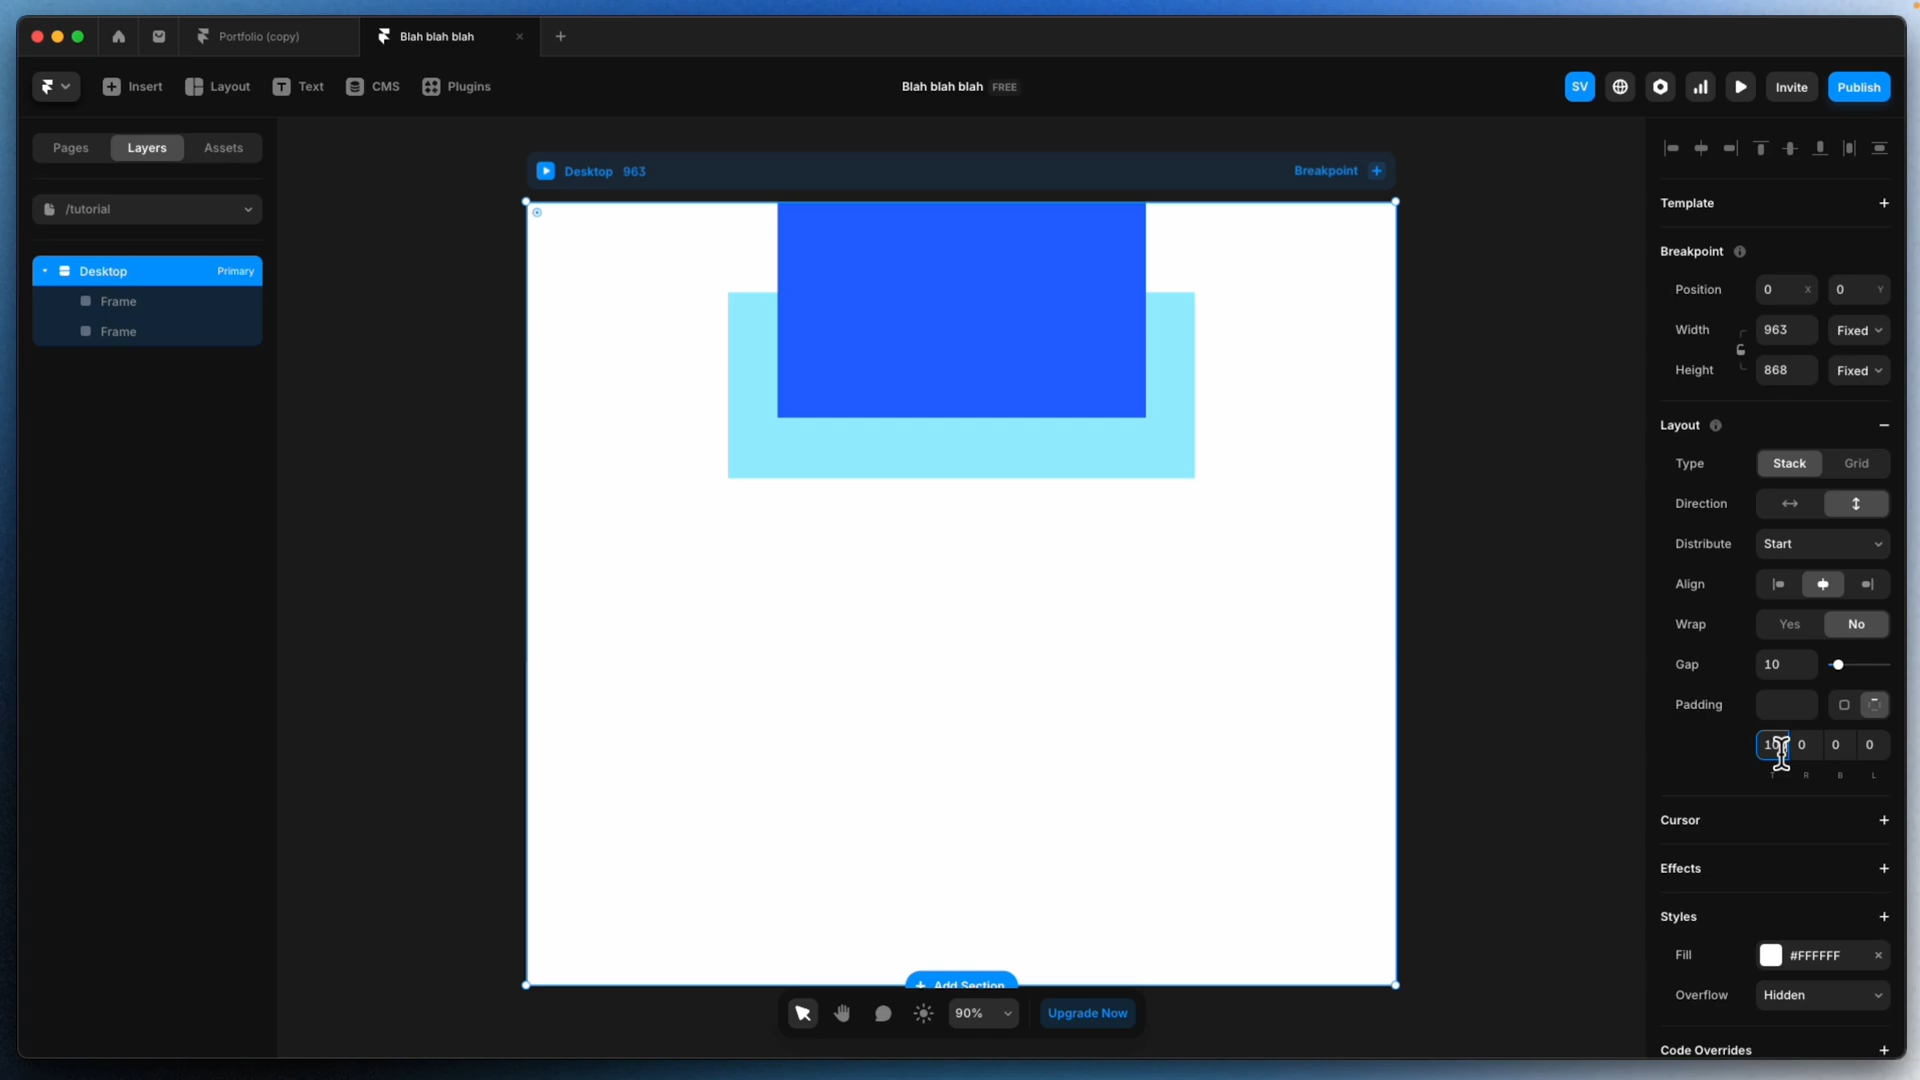 Portfolio (copy)
Blah blah blah
Insert
Layout
Text
CMS
Plugins
Blah blah blah FREE
SV
Invite
Publish
Pages
Layers
Assets
/tutorial
Desktop
Primary
Frame
Frame
Desktop 963
Breakpoint
Add Section
90%
Upgrade Now
Template
Breakpoint
Position
0 X
0 Y
Width
963
Fixed
Height
868
Fixed
Layout
Type
Stack
Grid
Direction
Distribute
Start
Align
Wrap
Yes
No
Gap
10
Padding
0
0
0
T
R
B
L
Cursor
Effects
Styles
Fill
#FFFFFF
Overflow
Hidden
Code Overrides